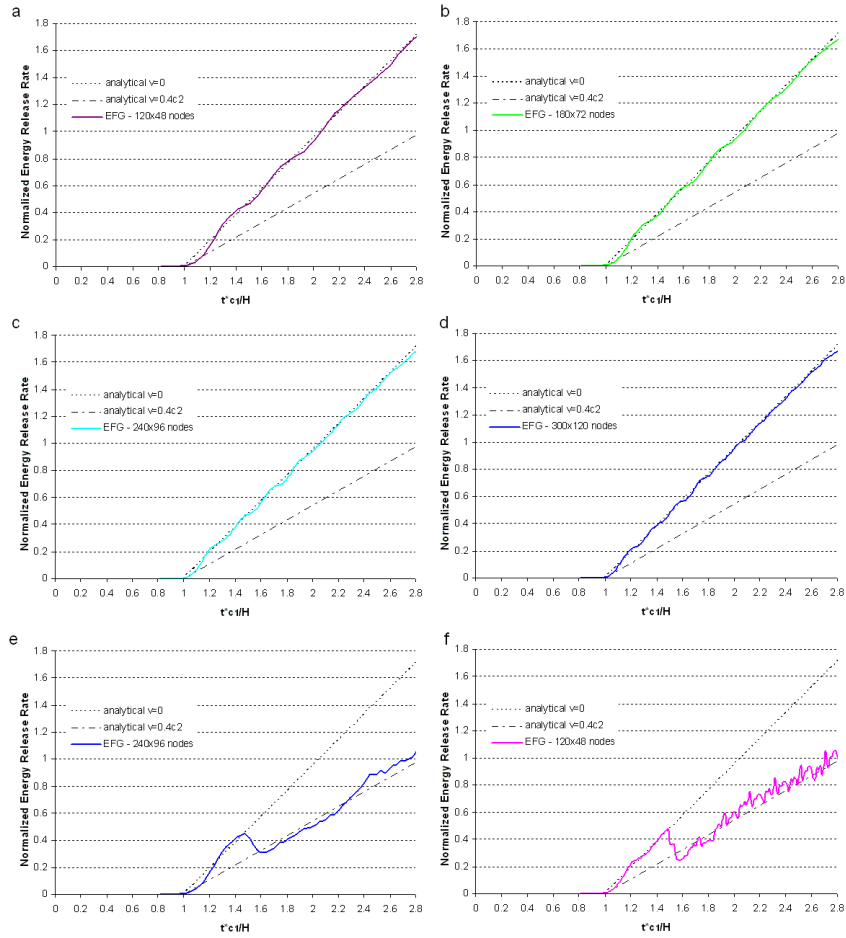 a
Normalized Energy Release Rate
1.8
1.6
1.4
1.2
1
0.8
0.6
0.4
0.2
0
analytical v=0
analytical v=0.4c2
EFG - 120x48 nodes
0 0.2 0.4 0.6 0.8 1 1.2 1.4 1.6 1.8 2 2.2 2.4 2.6 2.8
t*c1/H
b
Normalized Energy Release Rate
1.8
1.6
1.4
1.2
1
0.8
0.6
0.4
0.2
0
analytical v=0
analytical v=0.4c2
EFG - 180x72 nodes
0 0.2 0.4 0.6 0.8 1 1.2 1.4 1.6 1.8 2 2.2 2.4 2.6 2.8
t*c1/H
c
Normalized Energy Release Rate
1.8
1.6
1.4
1.2
1
0.8
0.6
0.4
0.2
0
analytical v=0
analytical v=0.4c2
EFG - 240x96 nodes
0 0.2 0.4 0.6 0.8 1 1.2 1.4 1.6 1.8 2 2.2 2.4 2.6 2.8
t*c1/H
d
Normalized Energy Release Rate
1.8
1.6
1.4
1.2
1
0.8
0.6
0.4
0.2
0
analytical v=0
analytical v=0.4c2
EFG - 300x120 nodes
0 0.2 0.4 0.6 0.8 1 1.2 1.4 1.6 1.8 2 2.2 2.4 2.6 2.8
t*c1/H
e
Normalized Energy Release Rate
1.8
1.6
1.4
1.2
1
0.8
0.6
0.4
0.2
0
analytical v=0
analytical v=0.4c2
EFG - 240x96 nodes
0 0.2 0.4 0.6 0.8 1 1.2 1.4 1.6 1.8 2 2.2 2.4 2.6 2.8
t*c1/H
f
Normalized Energy Release Rate
1.8
1.6
1.4
1.2
1
0.8
0.6
0.4
0.2
0
analytical v=0
analytical v=0.4c2
EFG - 120x48 nodes
0 0.2 0.4 0.6 0.8 1 1.2 1.4 1.6 1.8 2 2.2 2.4 2.6 2.8
t*c1/H